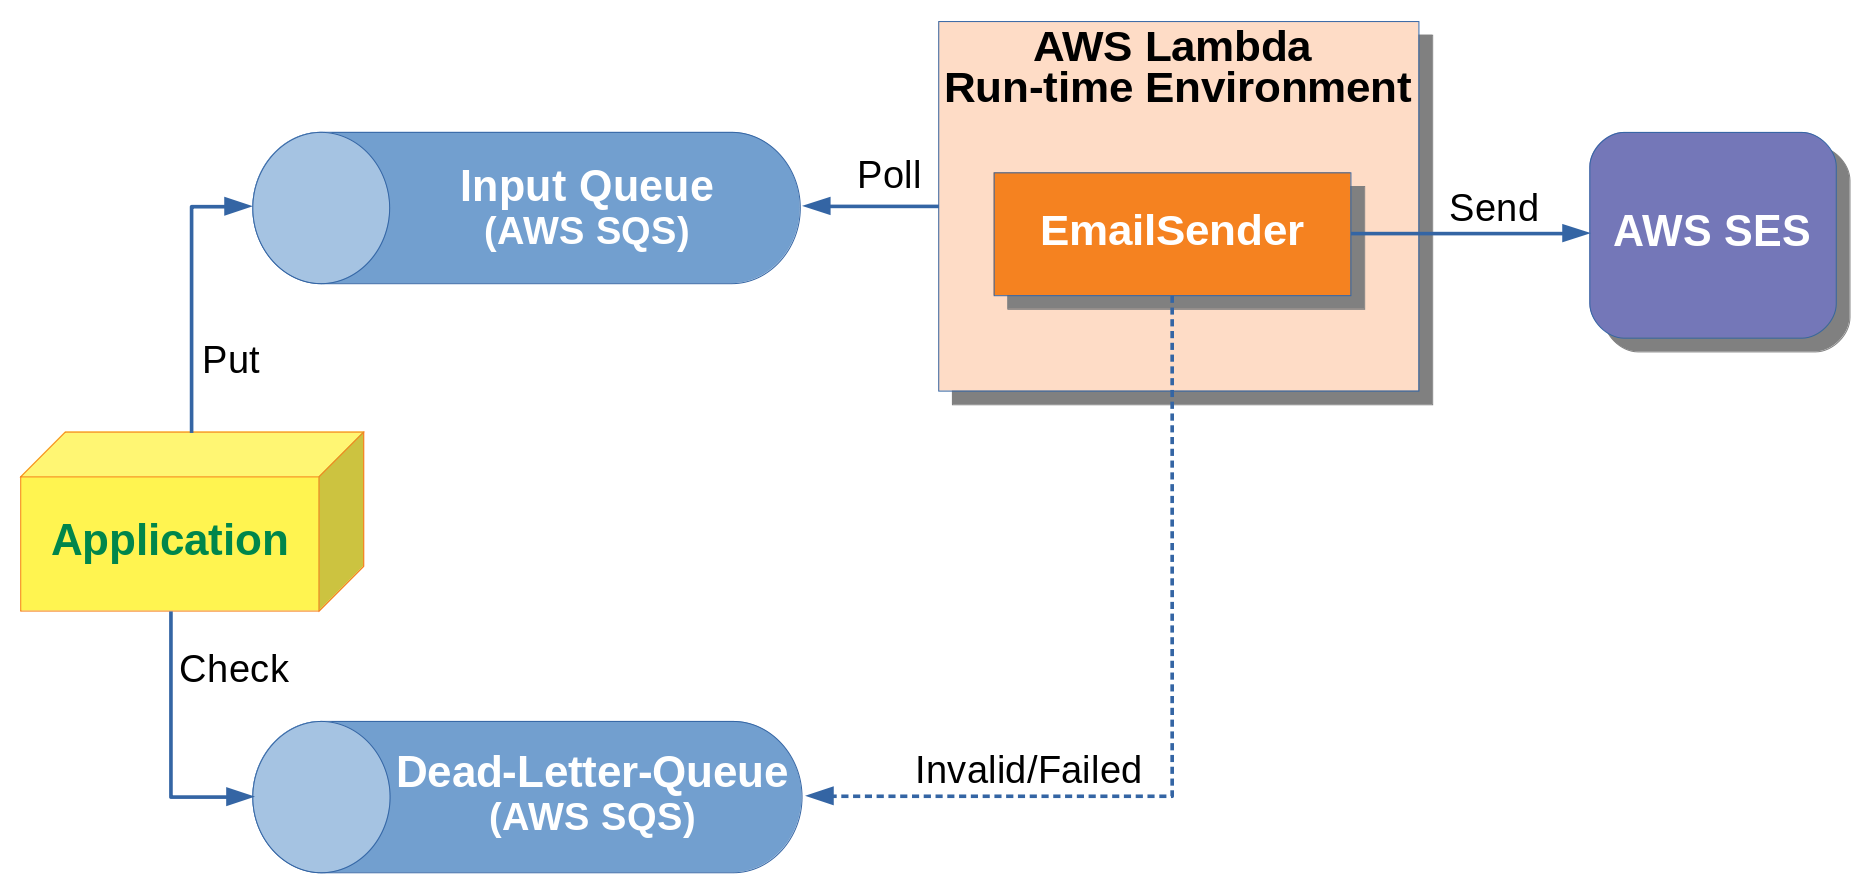 AWS Lambda
Run-time Environment
Input Queue
(AWS SQS)
Poll
EmailSender
Send
AWS SES
Put
Application
Check
Dead-Letter-Queue
(AWS SQS)
Invalid/Failed